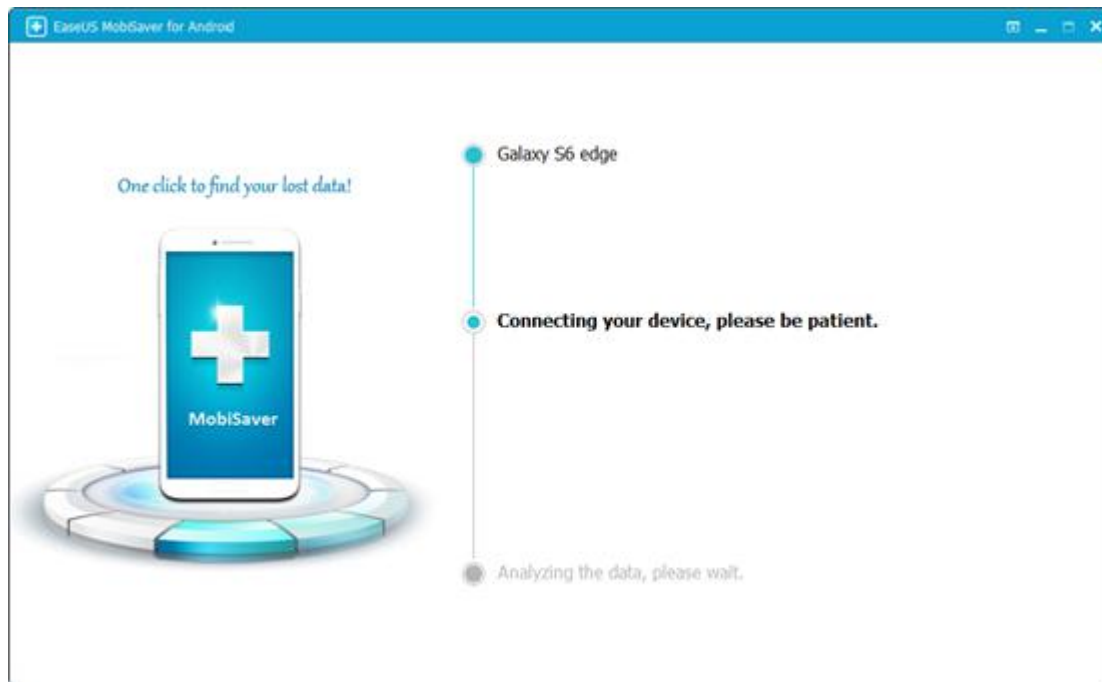 EaseUS MobiSaver for Android
Galaxy S6 edge
One click to find your lost data!
Connecting your device, please be patient.
MobiSaver
Analyzing the data, please wait.